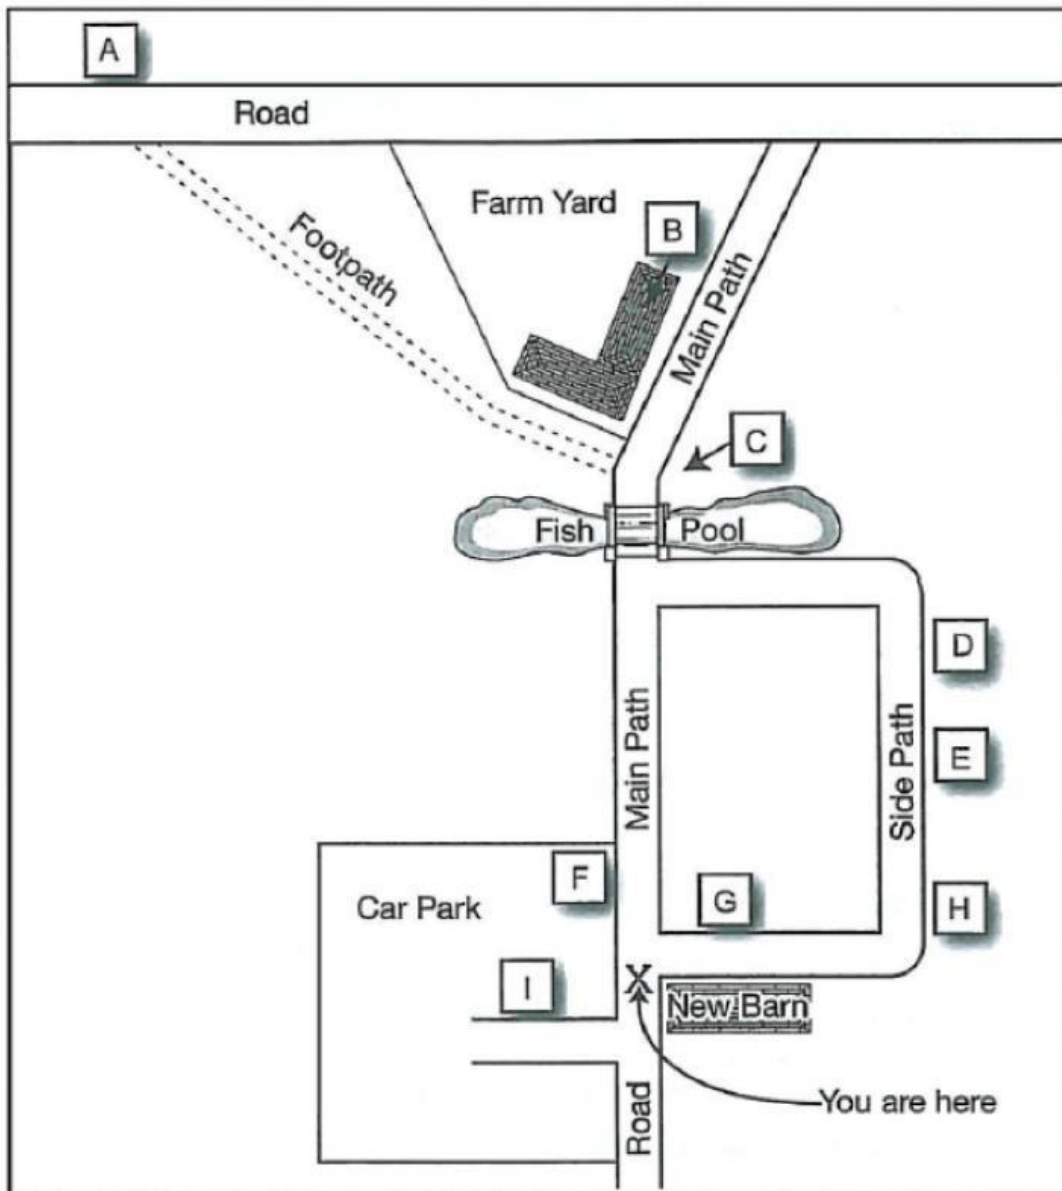 A
Road
Farm Yard
B
Footpath
Main Path
C
Fish
Pool
D
Main Path
Side Path
E
F
Car Park
G
H
I
X
New Barn
You are here
Road